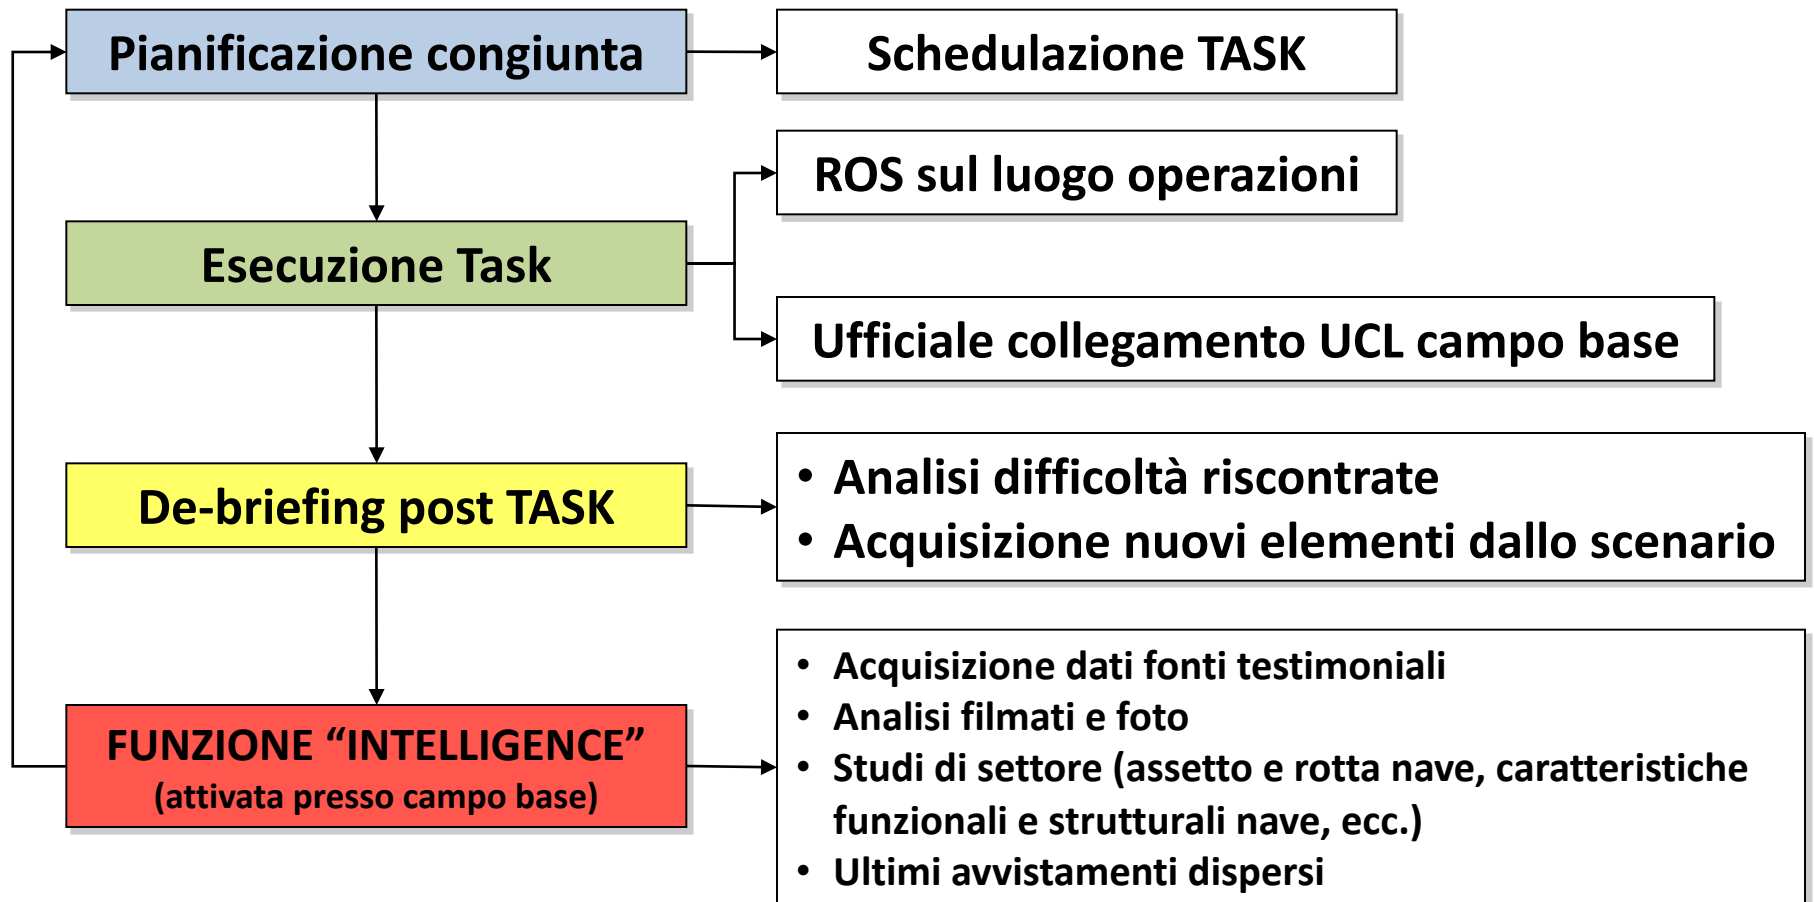 Pianificazione congiunta
Schedulazione TASK
ROS sul luogo operazioni
Esecuzione Task
Ufficiale collegamento UCL campo base
De-briefing post TASK
• Analisi difficoltà riscontrate
• Acquisizione nuovi elementi dallo scenario
FUNZIONE “INTELLIGENCE”
(attivata presso campo base)
• Acquisizione dati fonti testimoniali
• Analisi filmati e foto
• Studi di settore (assetto e rotta nave, caratteristiche
funzionali e strutturali nave, ecc.)
• Ultimi avvistamenti dispersi